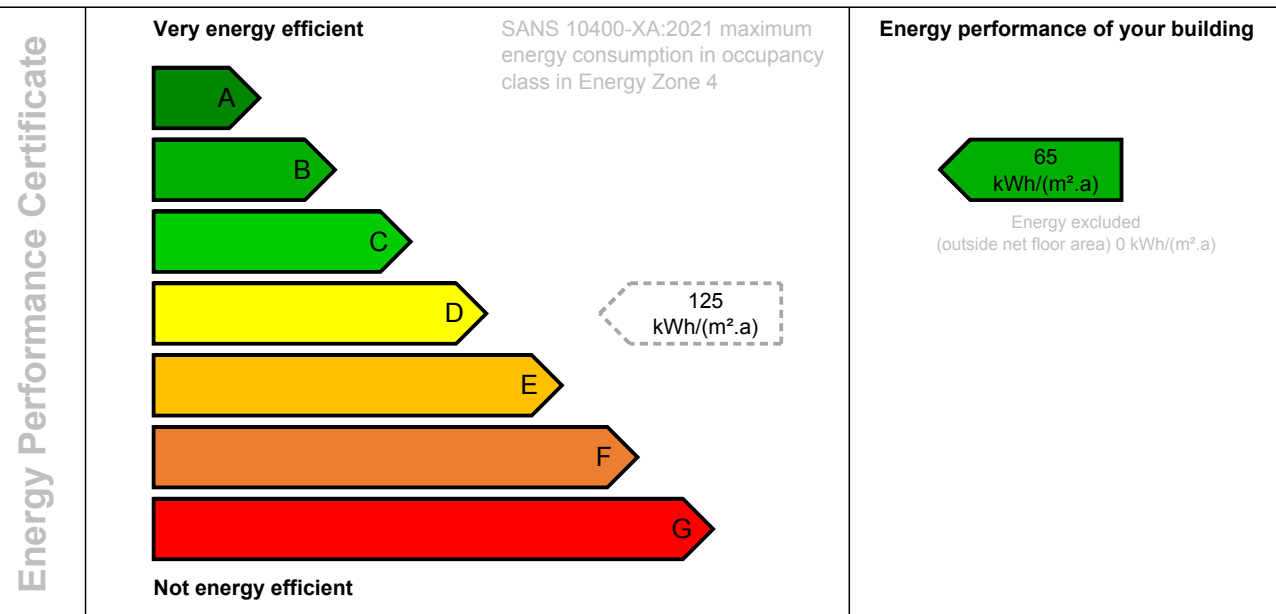 Energy Performance Certificate
Very energy efficient
SANS 10400-XA:2021 maximum
energy consumption in occupancy
class in Energy Zone 4
A
B
C
D
E
F
G
125
kWh/(m².a)
Not energy efficient
Energy performance of your building
65
kWh/(m².a)
Energy excluded
(outside net floor area) 0 kWh/(m².a)